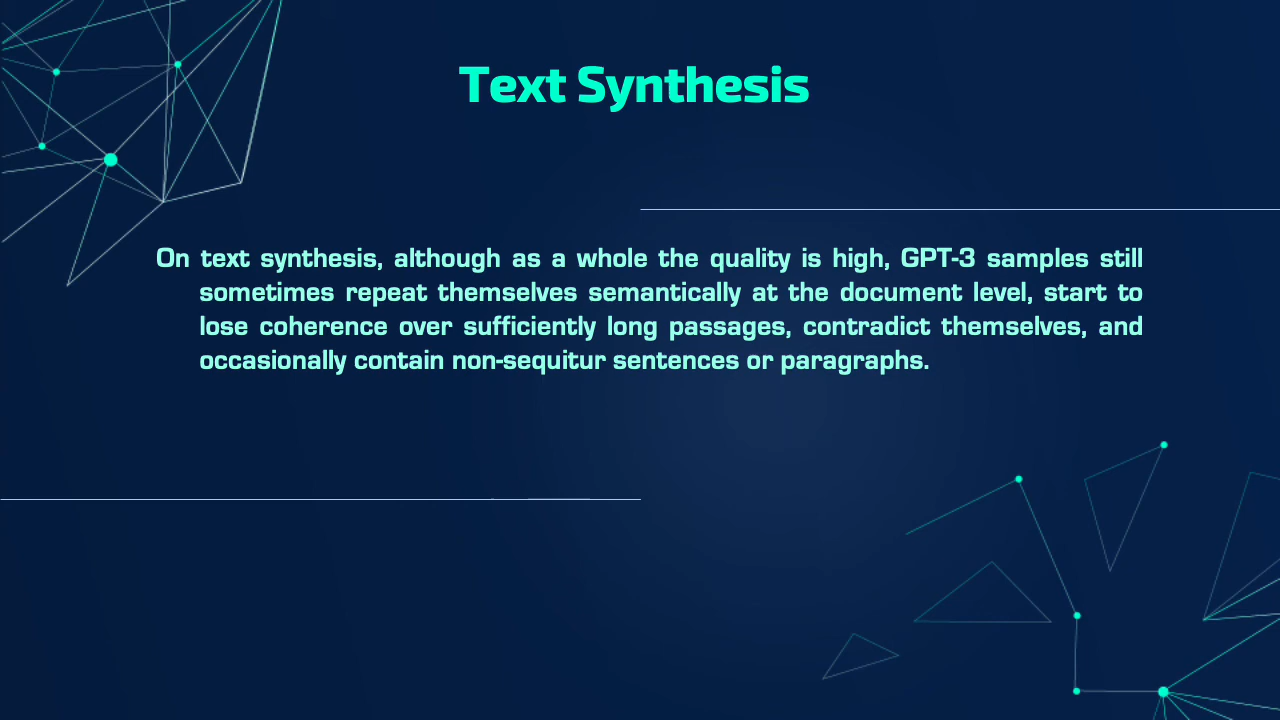 Text Synthesis
On text synthesis, although as a whole the quality is high, GPT-3 samples still
sometimes repeat themselves semantically at the document level, start to
lose coherence over sufficiently long passages, contradict themselves, and
occasionally contain non-sequitur sentences or paragraphs.